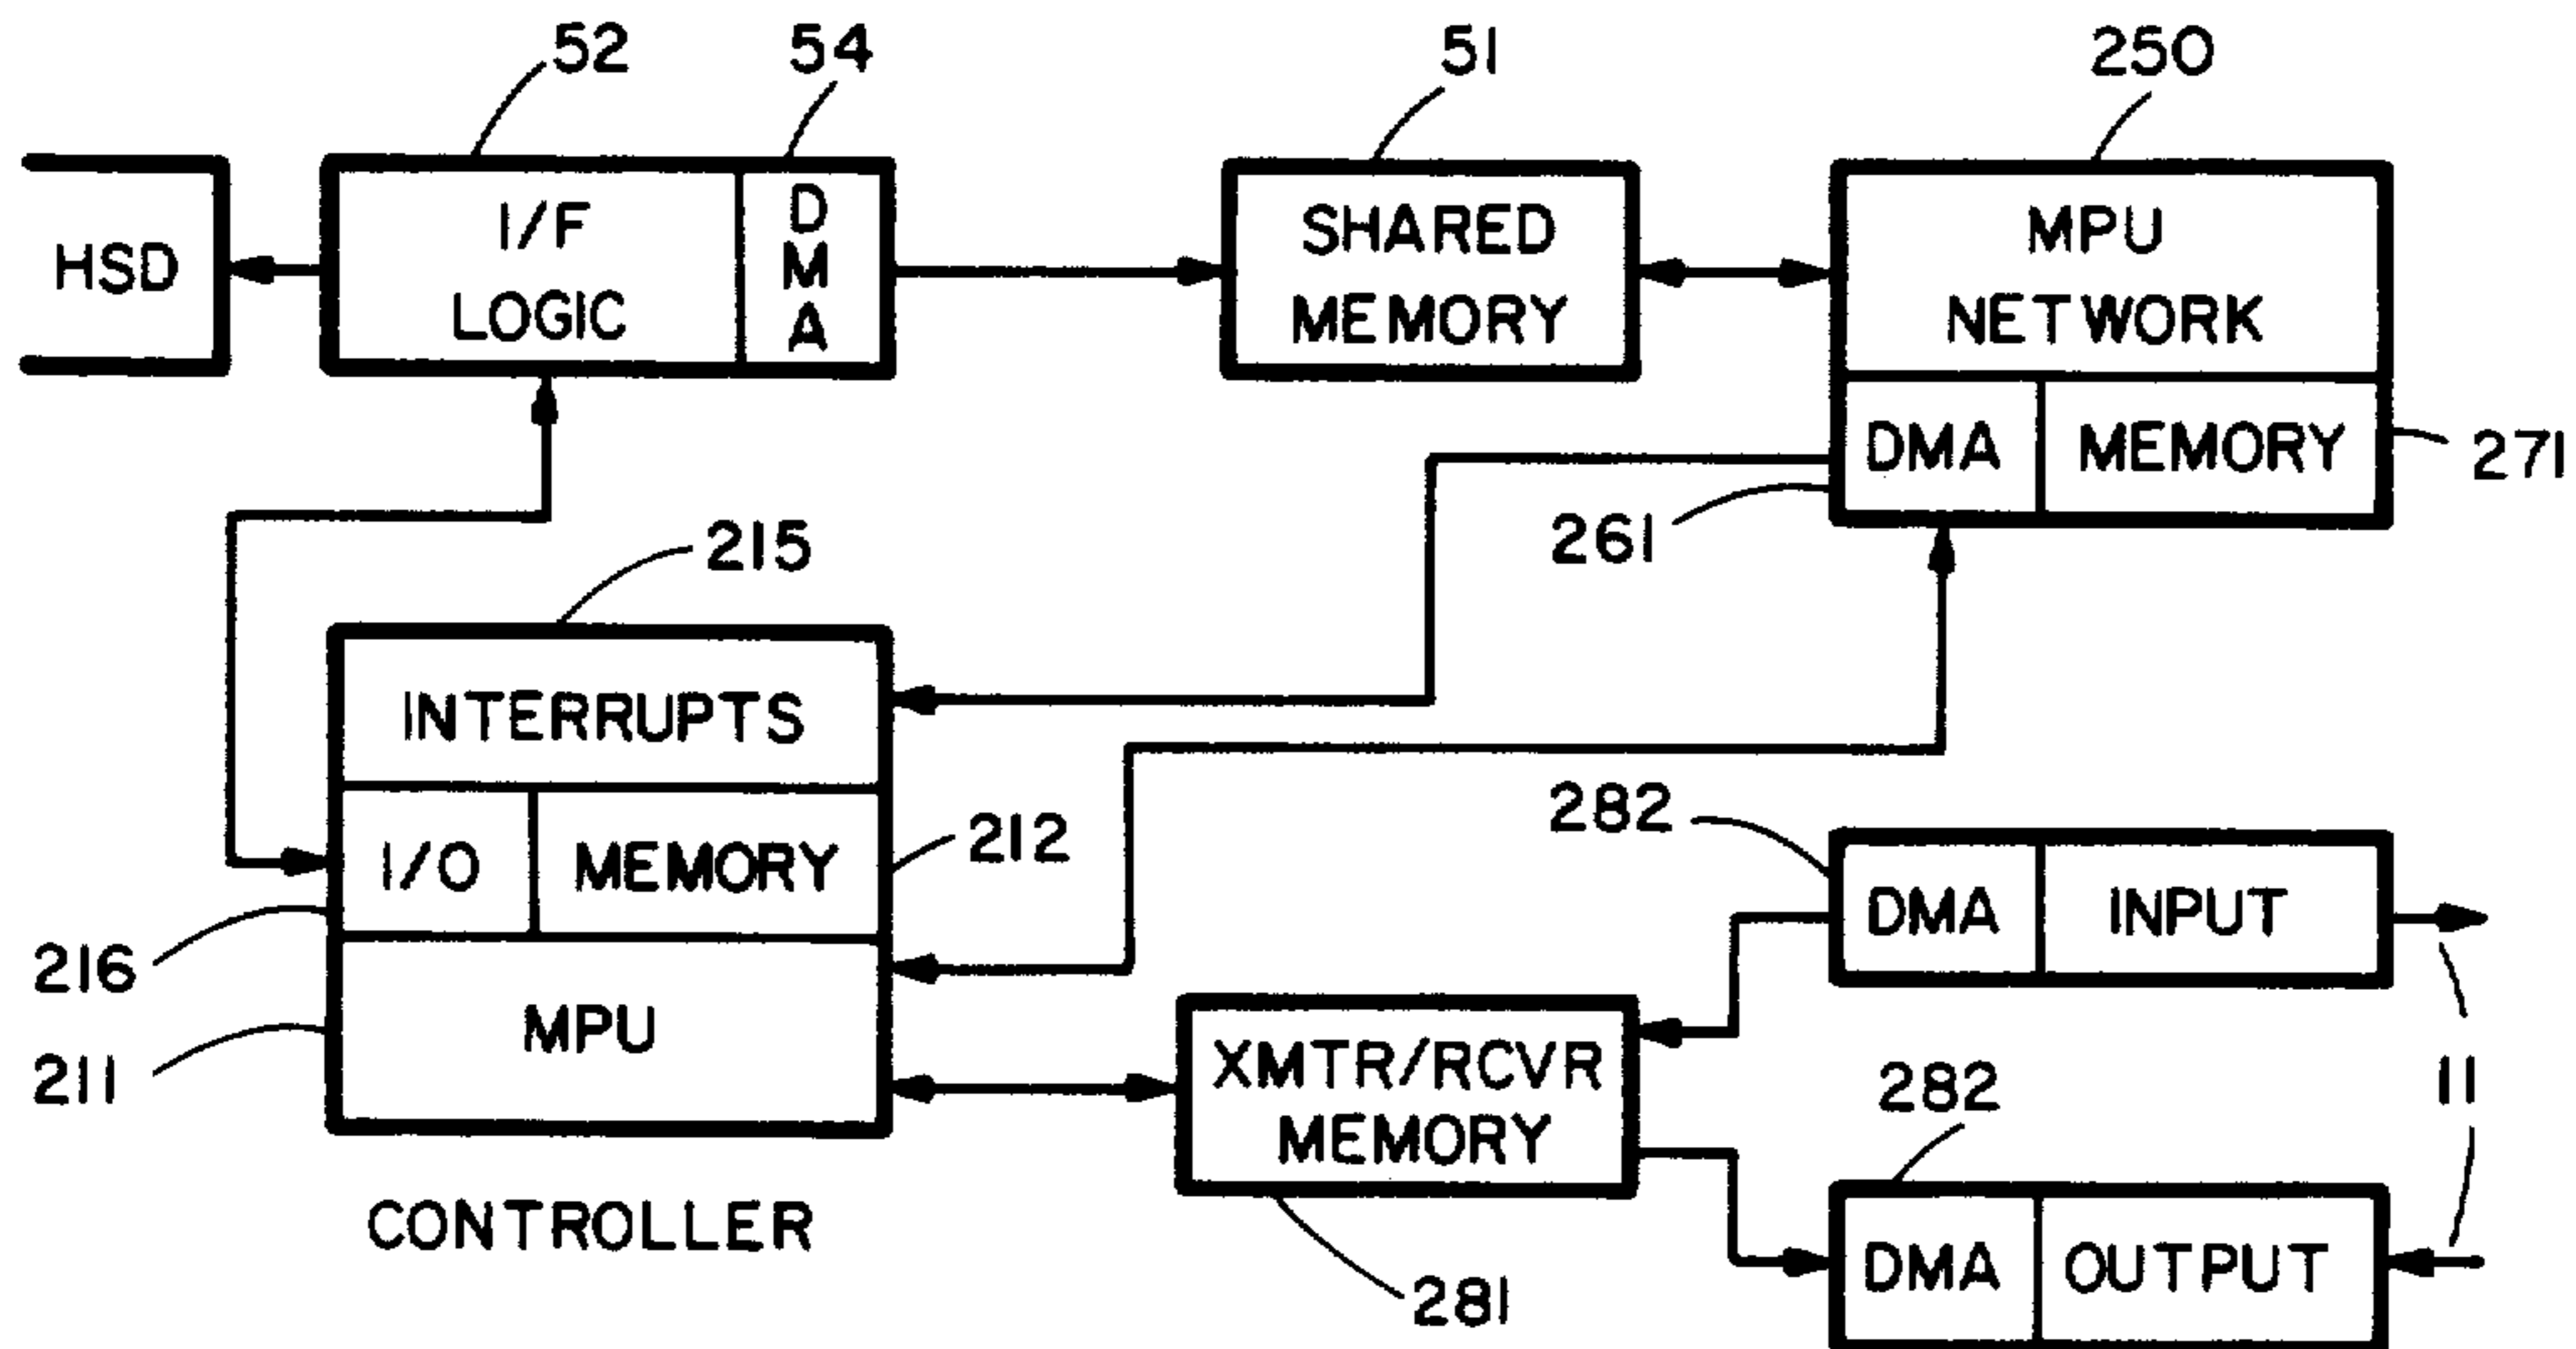 52
54
51
250
HSD
I/F
LOGIC
D
M
A
SHARED
MEMORY
MPU
NETWORK
DMA
MEMORY
271
261
215
INTERRUPTS
I/O
MEMORY
212
216
MPU
211
CONTROLLER
282
DMA
INPUT
XMTR/RCVR
MEMORY
281
11
282
DMA
OUTPUT